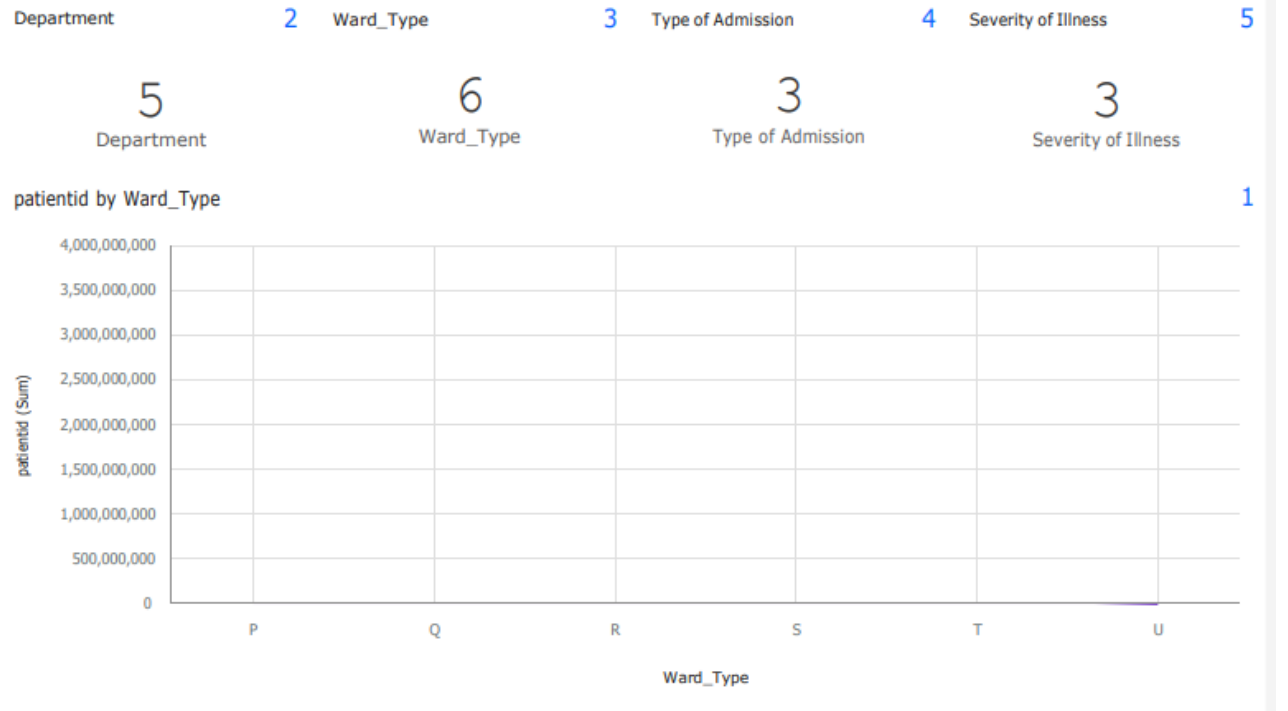 Department 2 Ward_Type 3 Type of Admission 4 Severity of Illness 5
5 6 3 3
Department Ward_Type Type of Admission Severity of Illness
patientid by Ward_Type 1
4,000,000,000
3,500,000,000
3,000,000,000
2,500,000,000
2,000,000,000
1,500,000,000
1,000,000,000
500,000,000
0
patientid (Sum)
P Q R S T U
Ward_Type